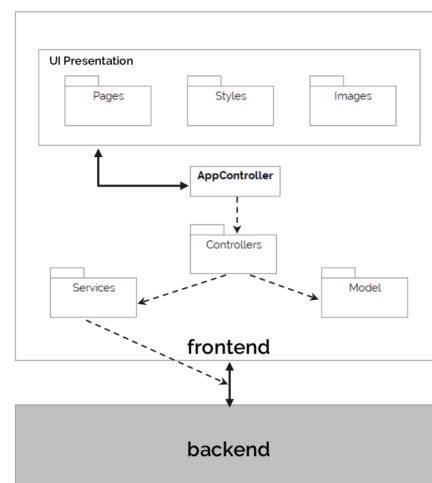 UI Presentation
Pages
Styles
Images
AppController
Controllers
Services
Model
frontend
backend